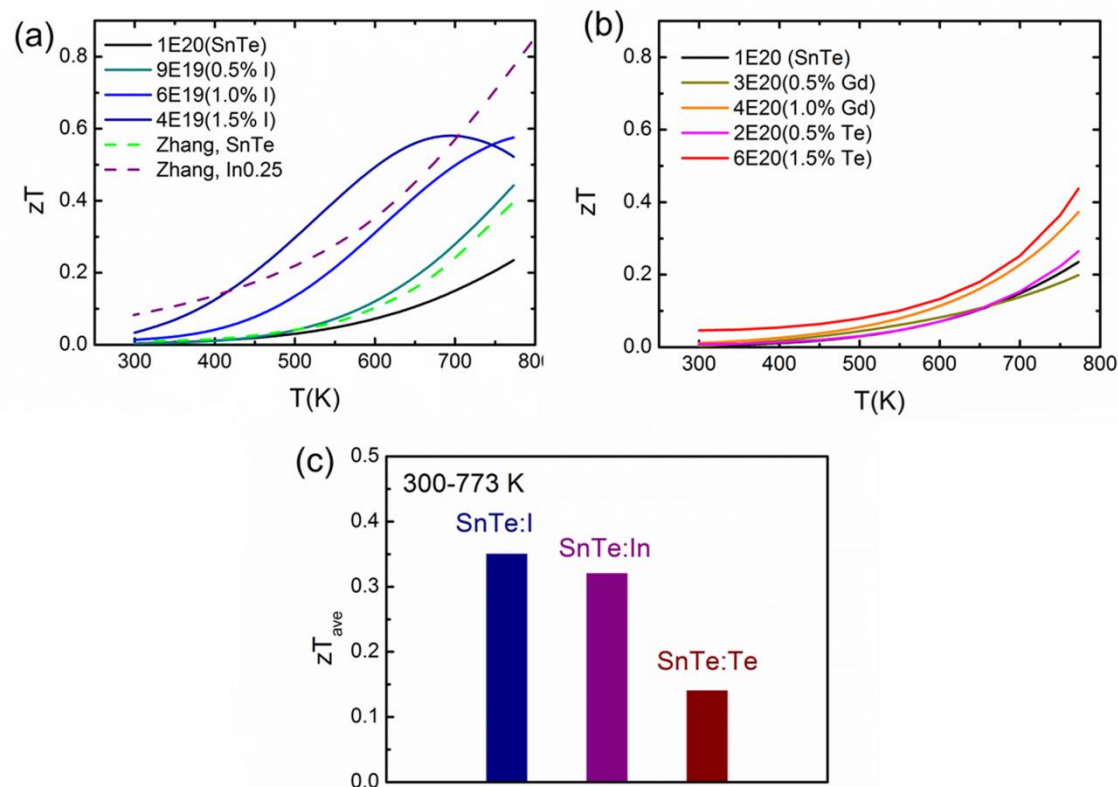 (a)
1E20(SnTe)
9E19(0.5% I)
6E19(1.0% I)
4E19(1.5% I)
Zhang, SnTe
Zhang, In0.25
0.8
0.6
0.4
0.2
0.0
zT
300 400 500 600 700 80
T(K)
(b)
1E20 (SnTe)
3E20(0.5% Gd)
4E20(1.0% Gd)
2E20(0.5% Te)
6E20(1.5% Te)
0.8
0.6
0.4
0.2
0.0
zT
300 400 500 600 700 800
T(K)
(c)
300-773 K
SnTe:I
SnTe:In
SnTe:Te
0.5
0.4
0.3
0.2
0.1
0.0
zTave